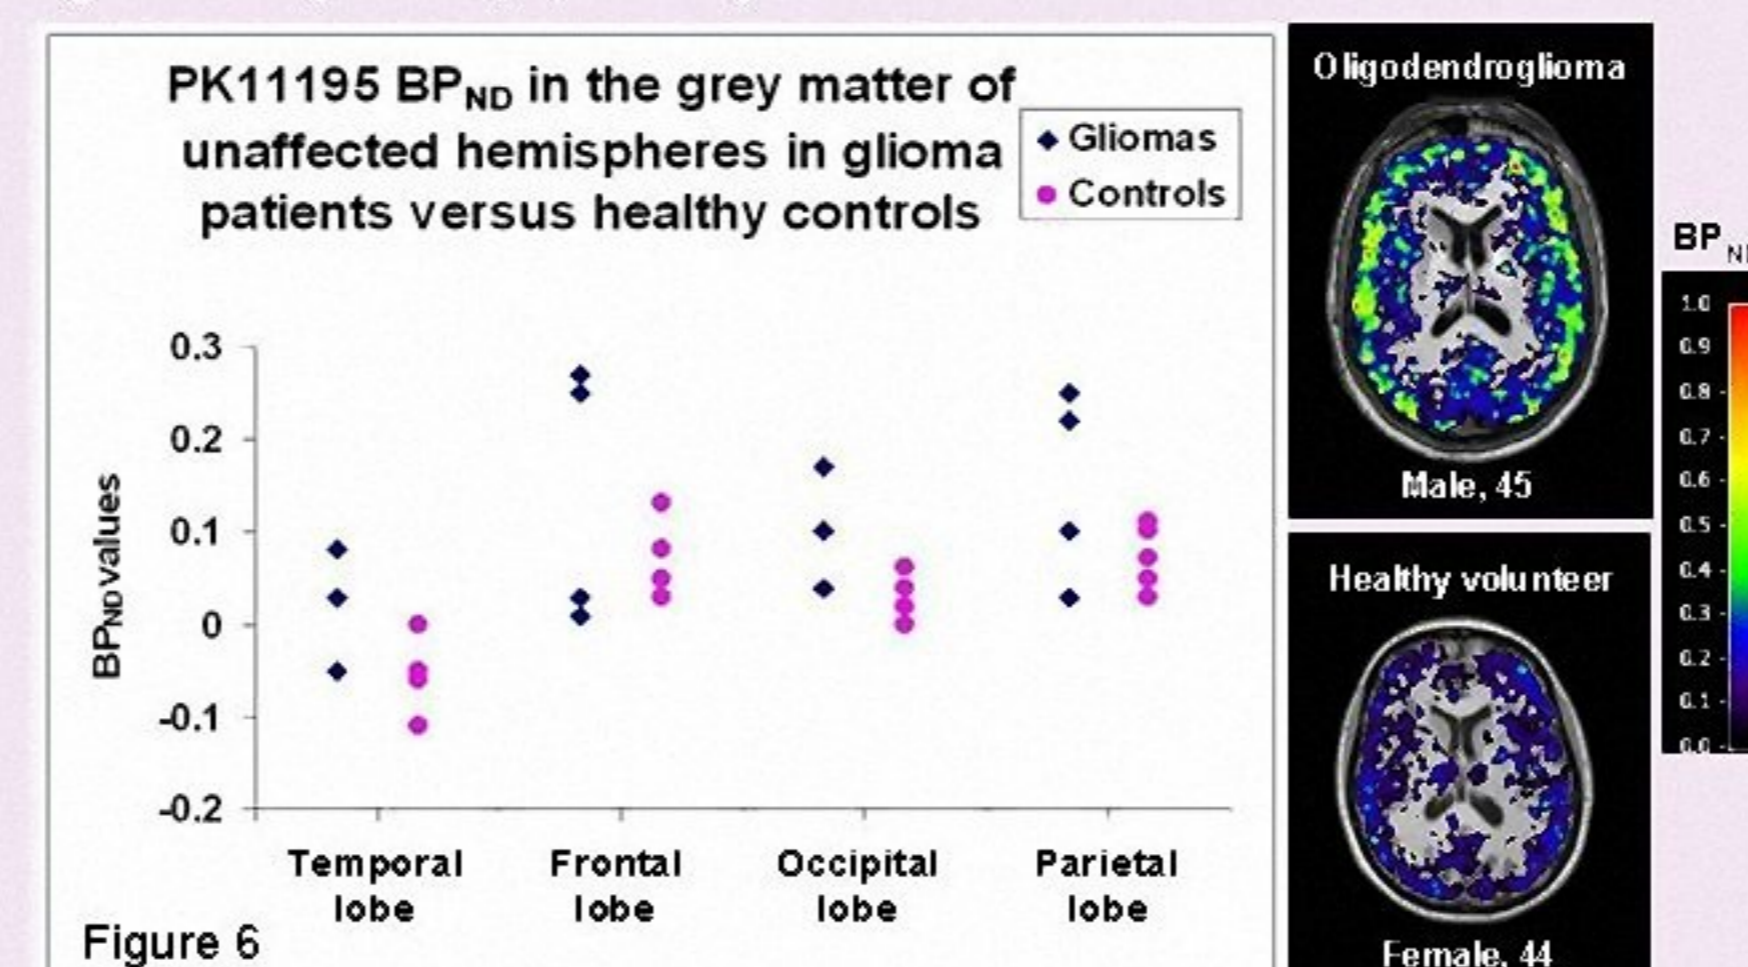 PK11195 BPND in the grey matter of
unaffected hemispheres in glioma
patients versus healthy controls
Gliomas
Controls
0.3
0.2
0.1
0
-0.1
-0.2
BPND values
Temporal
lobe
Frontal
lobe
Occipital
lobe
Parietal
lobe
Figure 6
Oligodendroglioma
Male, 45
Healthy volunteer
Female, 44
BP
1.0
0.9
0.8
0.7
0.6
0.5
0.4
0.3
0.2
0.1
0.0